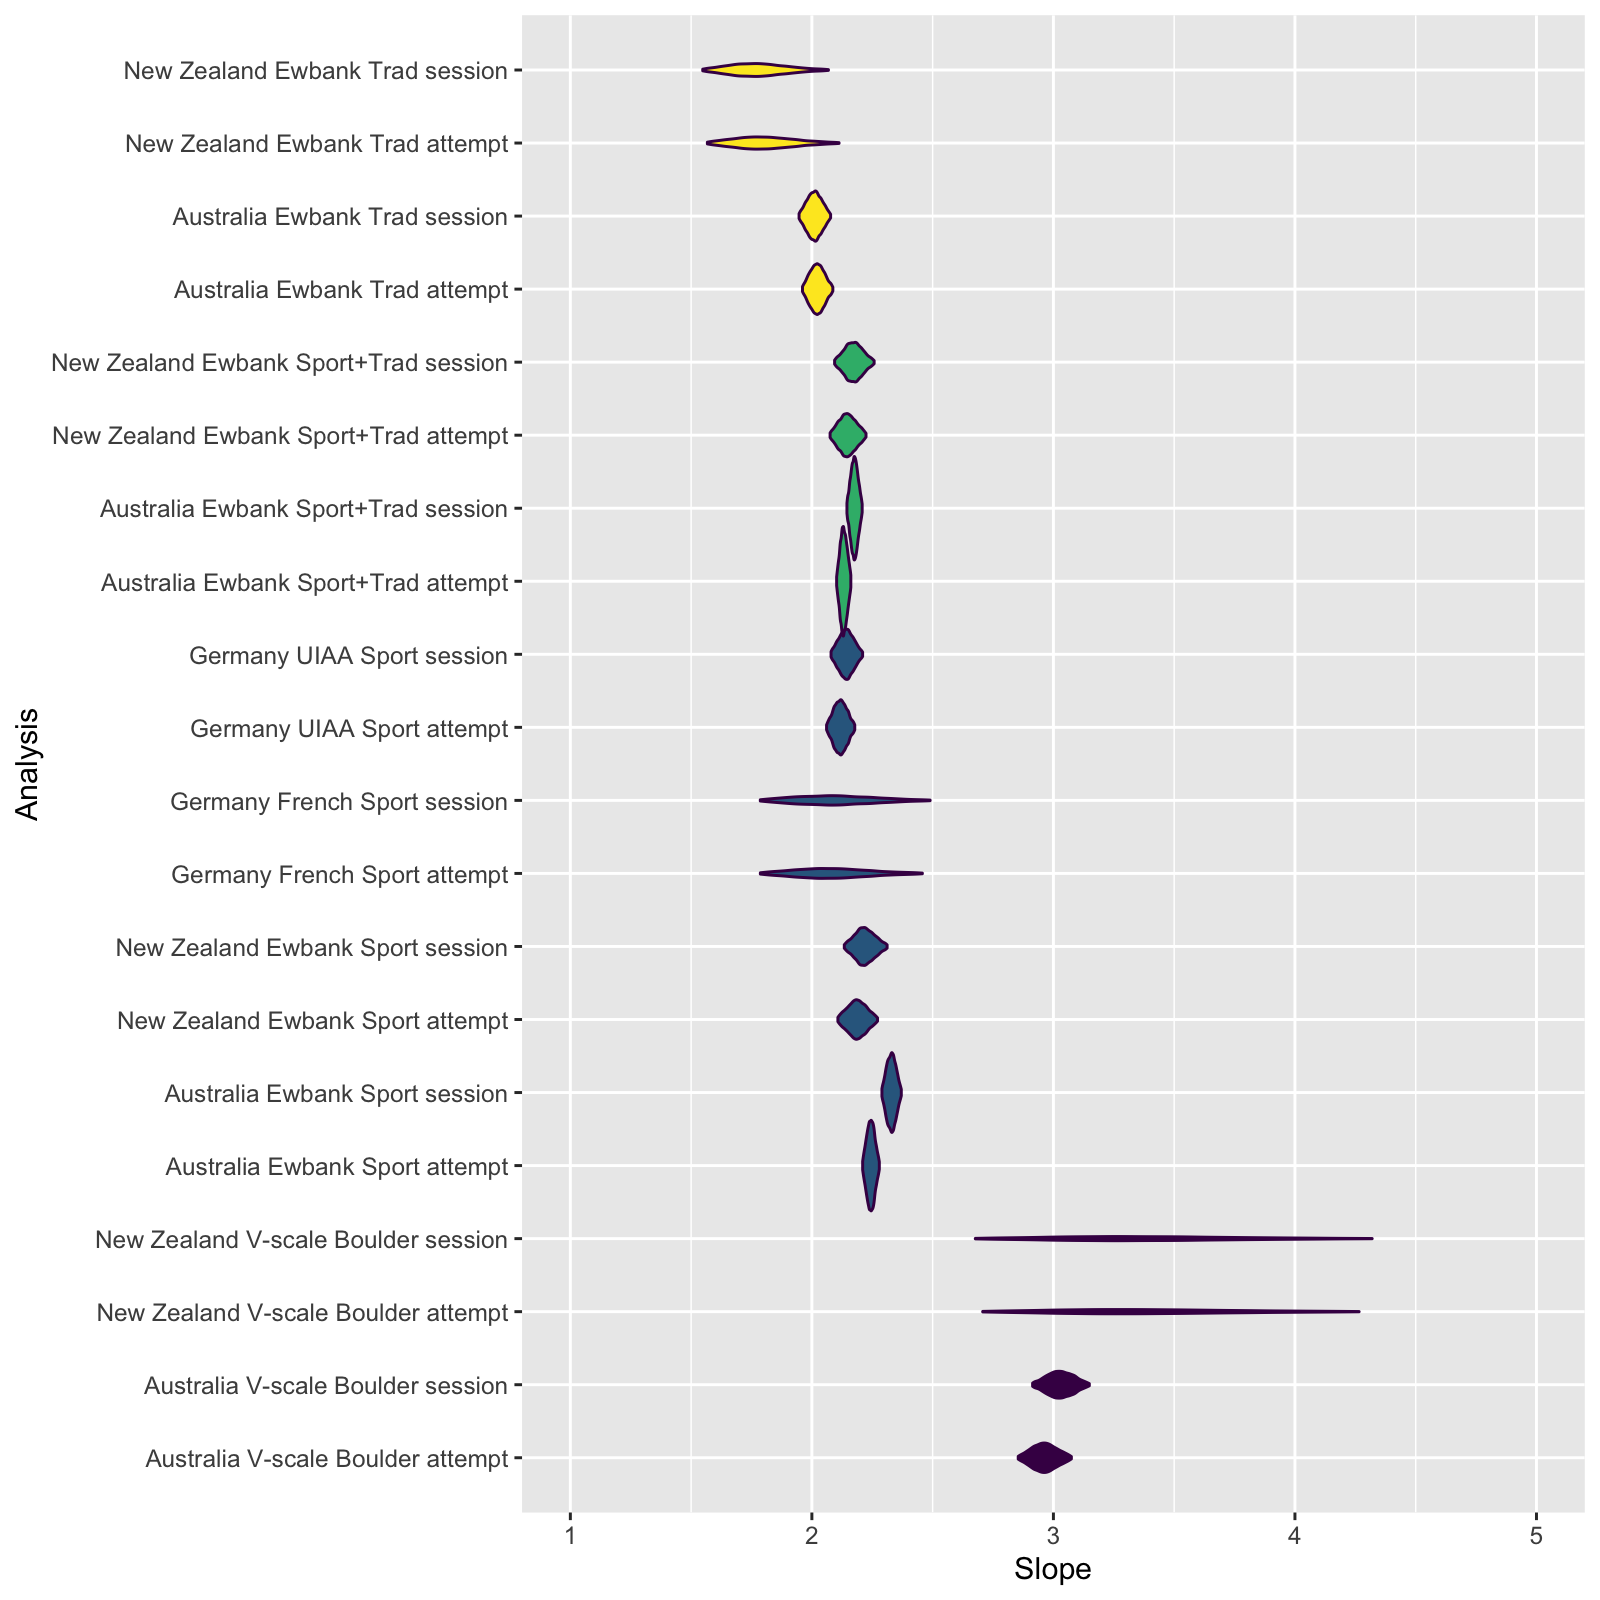 New Zealand Ewbank Trad session
New Zealand Ewbank Trad attempt
Australia Ewbank Trad session
Australia Ewbank Trad attempt
New Zealand Ewbank Sport+Trad session
New Zealand Ewbank Sport+Trad attempt
Australia Ewbank Sport+Trad session
Australia Ewbank Sport+Trad attempt
Germany UIAA Sport session
Germany UIAA Sport attempt
Germany French Sport session
Germany French Sport attempt
New Zealand Ewbank Sport session
New Zealand Ewbank Sport attempt
Australia Ewbank Sport session
Australia Ewbank Sport attempt
New Zealand V-scale Boulder session
New Zealand V-scale Boulder attempt
Australia V-scale Boulder session
Australia V-scale Boulder attempt
Analysis
1 2 3 4 5
Slope